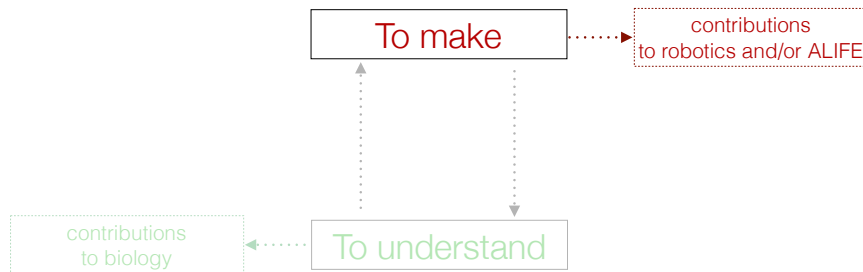 To make
contributions
to robotics and/or ALIFE
To understand
contributions
to biology